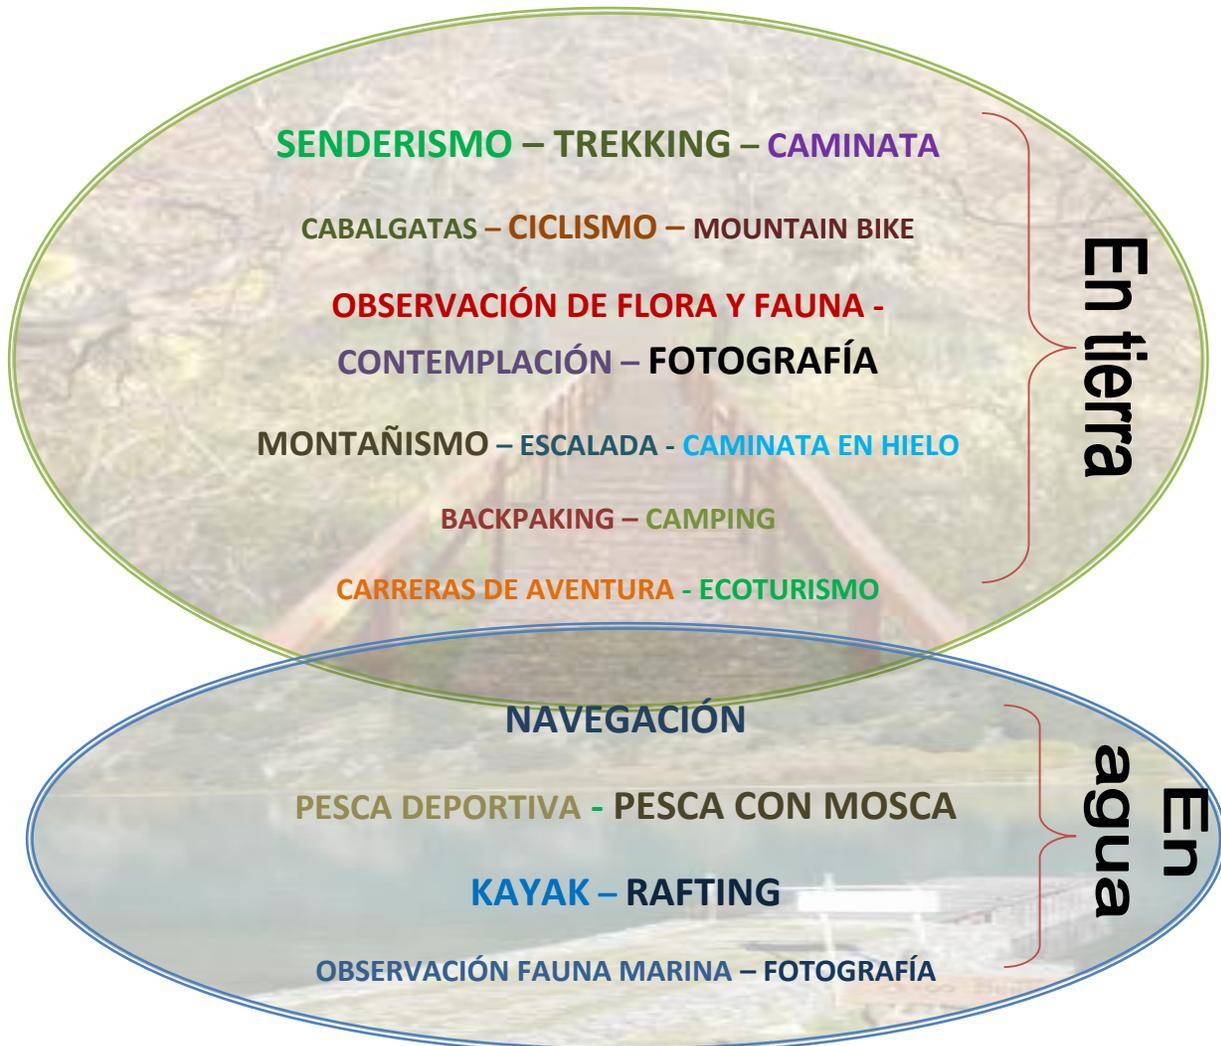 SENDERISMO – TREKKING – CAMINATA
CABALGATAS – CICLISMO – MOUNTAIN BIKE
OBSERVACIÓN DE FLORA Y FAUNA -
CONTEMPLACIÓN – FOTOGRAFÍA
MONTAÑISMO – ESCALADA - CAMINATA EN HIELO
BACKPAKING – CAMPING
CARRERAS DE AVENTURA - ECOTURISMO
En tierra
NAVEGACIÓN
PESCA DEPORTIVA - PESCA CON MOSCA
KAYAK – RAFTING
OBSERVACIÓN FAUNA MARINA – FOTOGRAFÍA
En
agua